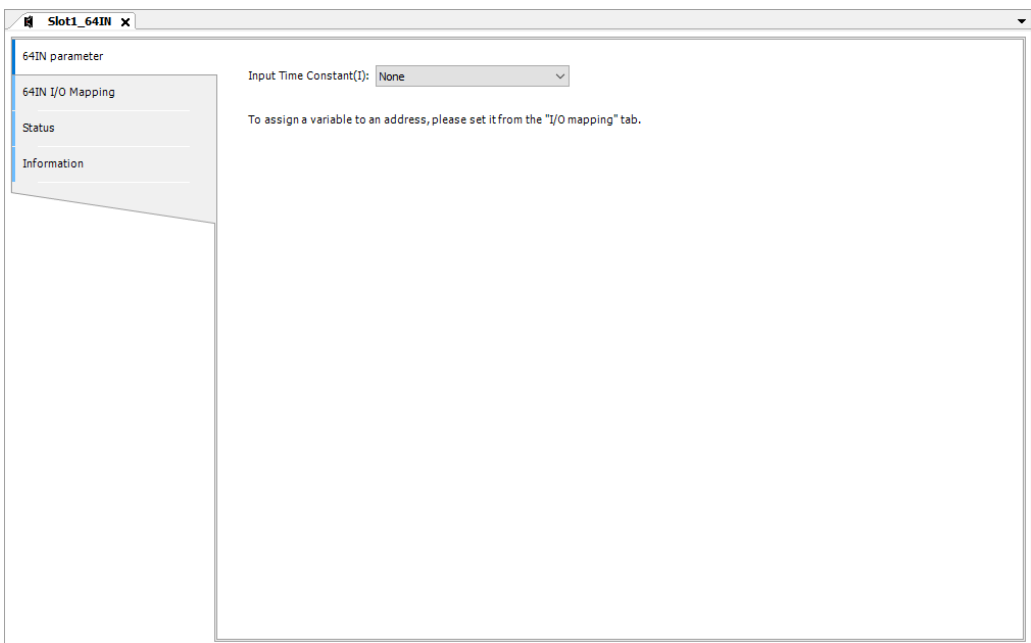 Slot1_64IN
64IN parameter
Input Time Constant(I): None
64IN I/O Mapping
To assign a variable to an address, please set it from the "I/O mapping" tab.
Status
Information